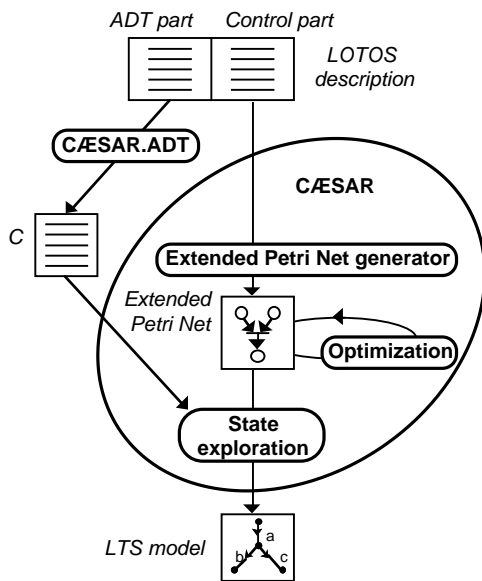 ADT part
Control part
LOTOS
description
CÆSAR.ADT
CÆSAR
C
Extended Petri Net generator
Extended
Petri Net
Optimization
State
exploration
LTS model
a
b
c